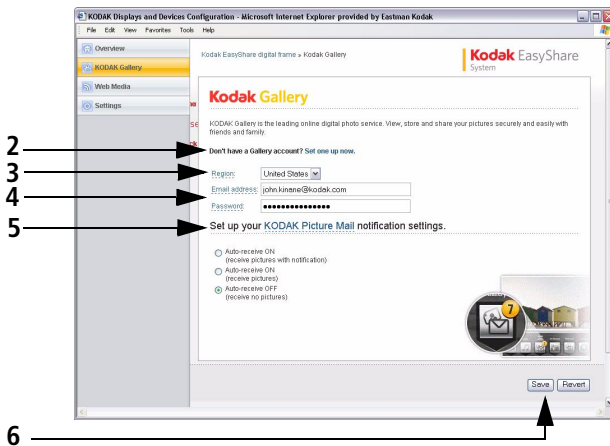 KODAK Displays and Devices Configuration - Microsoft Internet Explorer provided by Eastman Kodak
File Edit View Favorites Tools Help
Overview
KODAK Gallery
Web Media
Settings
Kodak EasyShare digital frame » Kodak Gallery
Kodak EasyShare
System
Kodak Gallery
KODAK Gallery is the leading online digital photo service. View, store and share your pictures securely and easily with
friends and family.
2
Don't have a Gallery account? Set one up now.
3
Region: United States
4
Email address: john.kinane@kodak.com
Password: •••••••••••••••
5
Set up your KODAK Picture Mail notification settings.
Auto-receive ON
(receive pictures with notification)
Auto-receive ON
(receive pictures)
Auto-receive OFF
(receive no pictures)
7
Save Revert
6